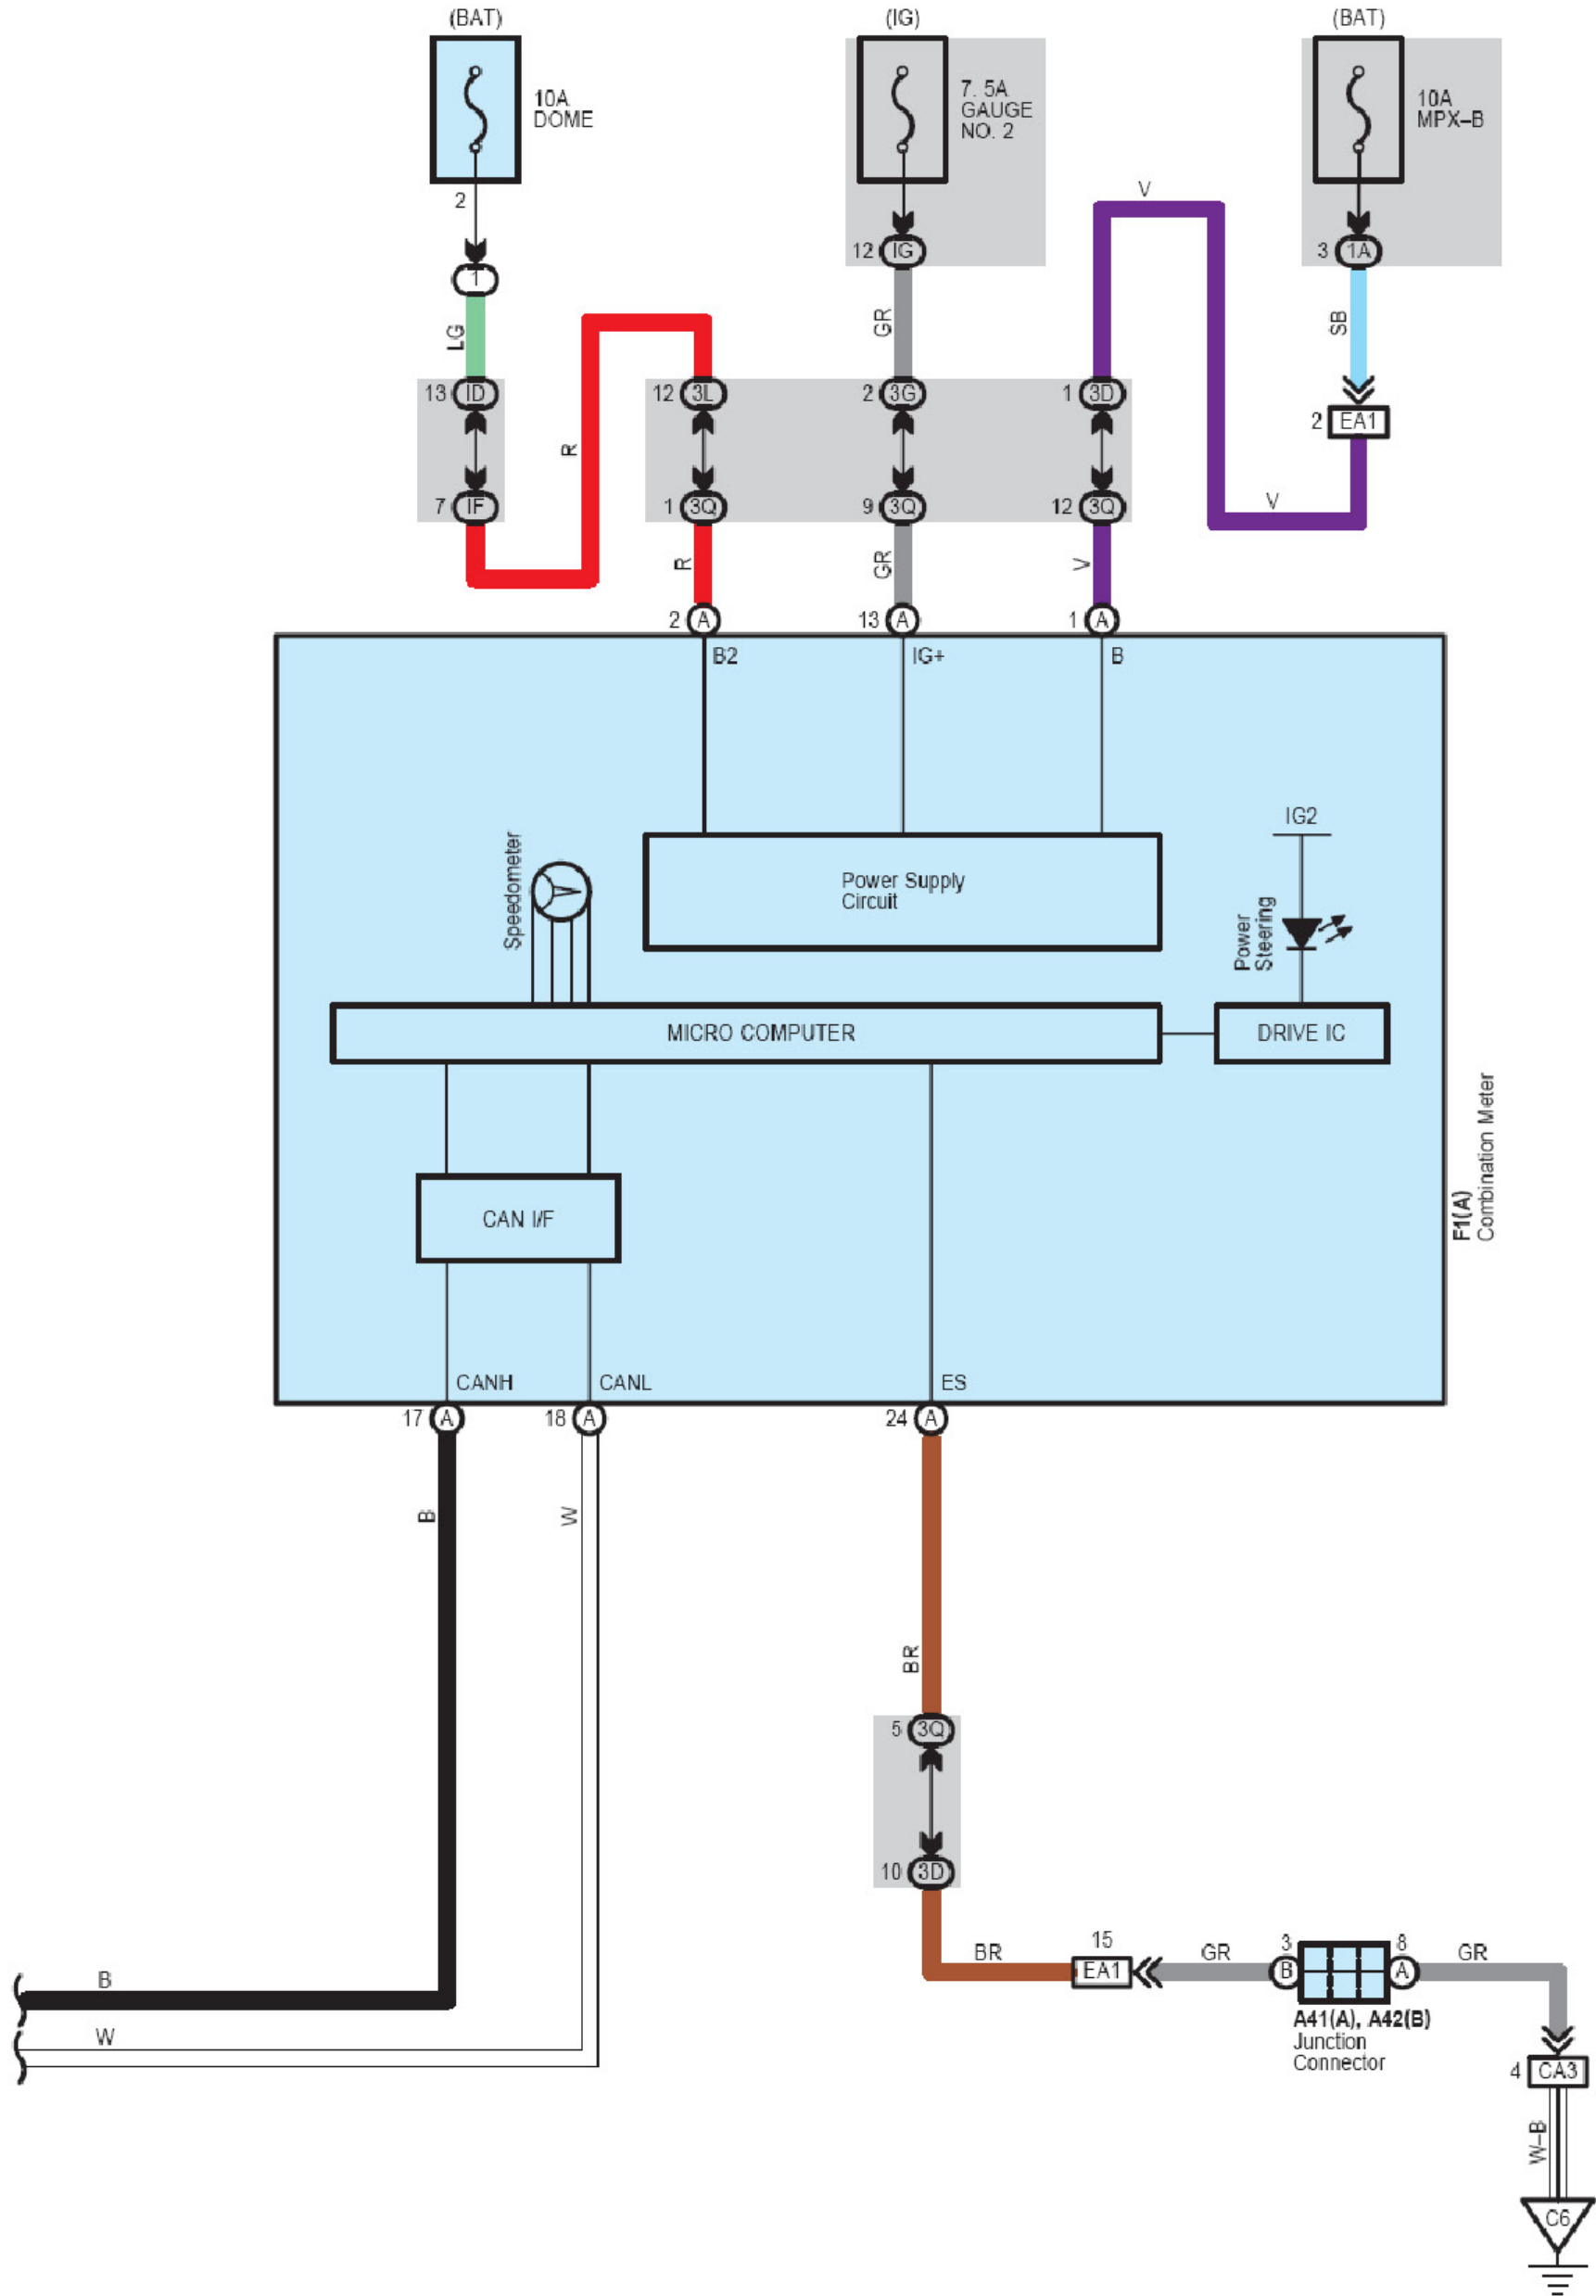 (BAT)
(IG)
(BAT)
10A
DOME
7. 5A
GAUGE
NO. 2
10A
MPX–B
2
V
12 IG
3 1A
1
LG
GR
SB
13 ID
12 3L
2 3G
1 3D
2 EA1
R
7 IF
1 3Q
9 3Q
12 3Q
V
R
GR
V
2 A
13 A
1 A
B2
IG+
B
IG2
Speedometer
Power Supply
Circuit
Power
Steering
MICRO COMPUTER
DRIVE IC
F1(A)
Combination Meter
CAN I/F
CANH
CANL
ES
17 A
18 A
24 A
B
W
BR
5 3Q
10 3D
B
W
BR
15
EA1
GR
3
B
8
A
GR
A41(A), A42(B)
Junction
Connector
4 CA3
W–B
C6